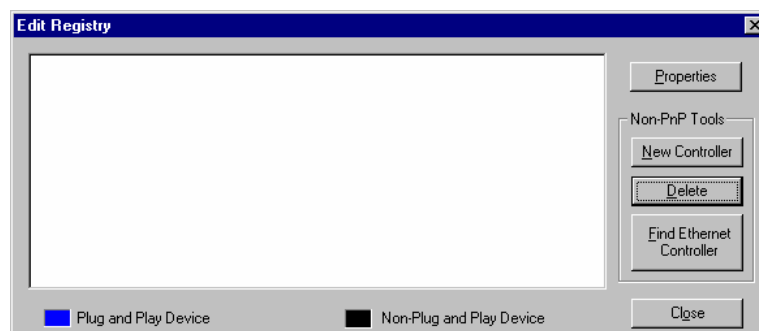 Edit Registry
Properties
Non-PnP Tools
New Controller
Delete
Find Ethernet
Controller
Plug and Play Device
Non-Plug and Play Device
Close